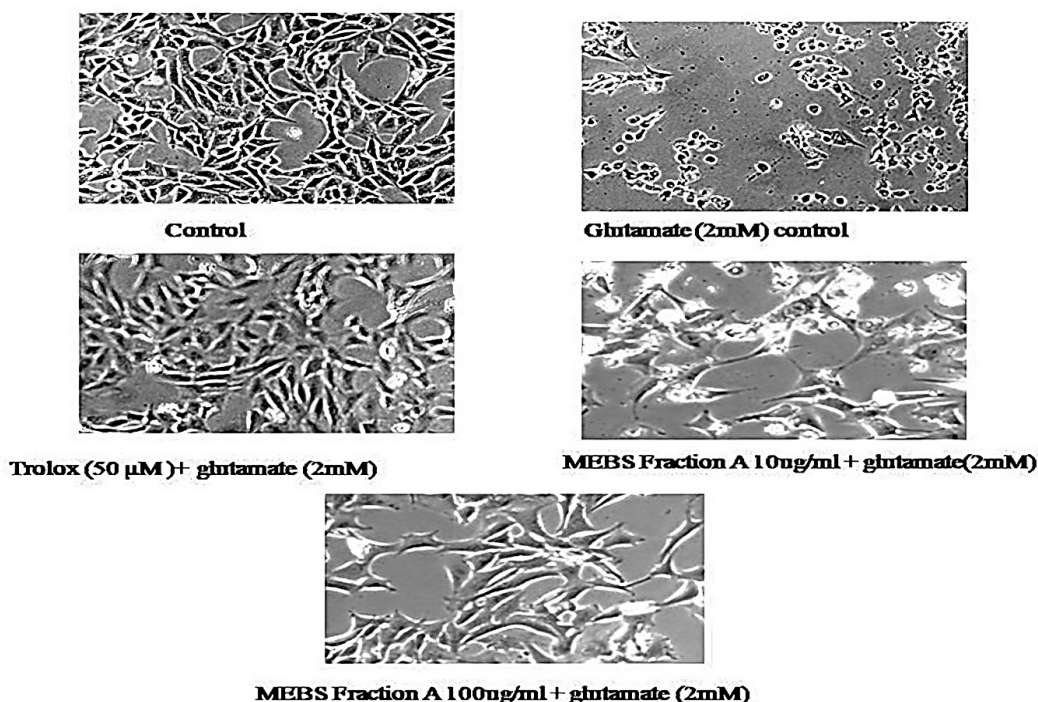 Control
Glutamate (2mM) control
Trolox (50 µM)+ glutamate (2mM)
MEBS Fraction A 10ug/ml + glutamate(2mM)
MEBS Fraction A 100ug/ml + glutamate (2mM)